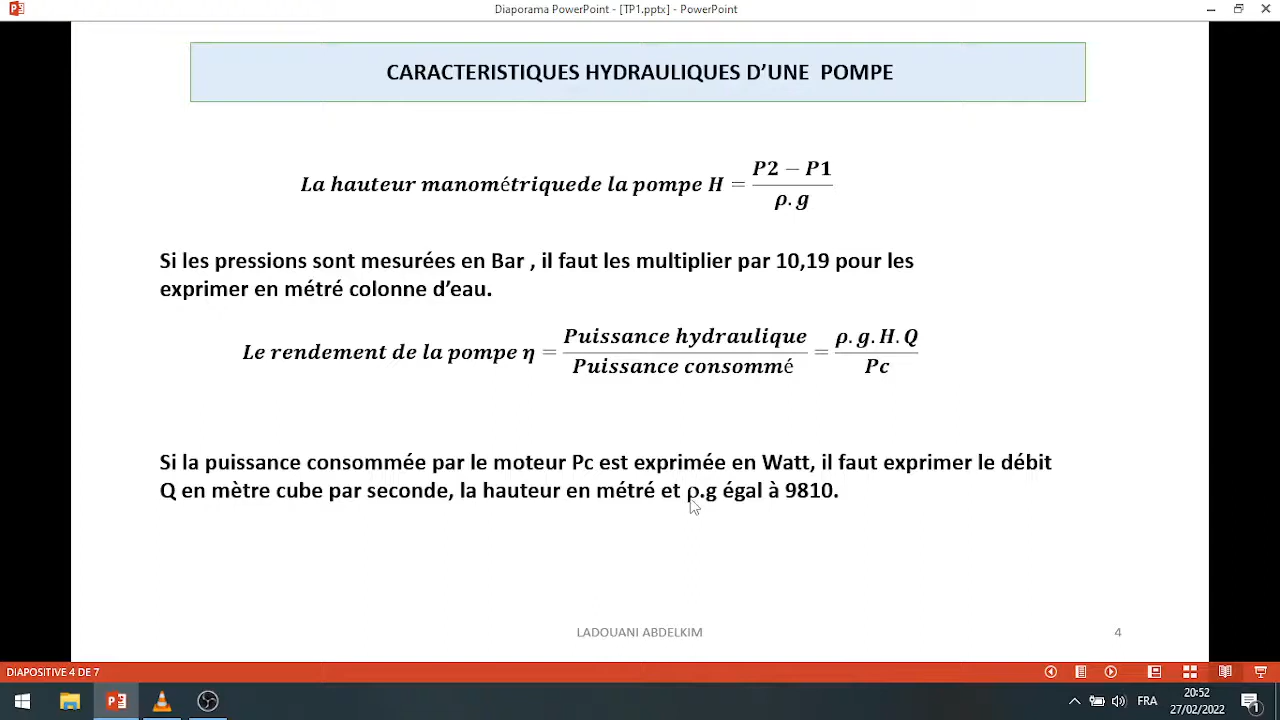 Diaporama PowerPoint - [TP1.pptx] - PowerPoint
CARACTERISTIQUES HYDRAULIQUES D’UNE POMPE
La hauteur manométriquede la pompe H = (P2 − P1) / (ρ.g)
Si les pressions sont mesurées en Bar , il faut les multiplier par 10,19 pour les
exprimer en métré colonne d’eau.
Le rendement de la pompe η = Puissance hydraulique / Puissance consommé = ρ.g.H.Q / Pc
Si la puissance consommée par le moteur Pc est exprimée en Watt, il faut exprimer le débit
Q en mètre cube par seconde, la hauteur en métré et ρ.g égal à 9810.
LADOUANI ABDELKIM
4
DIAPOSITIVE 4 DE 7
FRA
20:52
27/02/2022
1